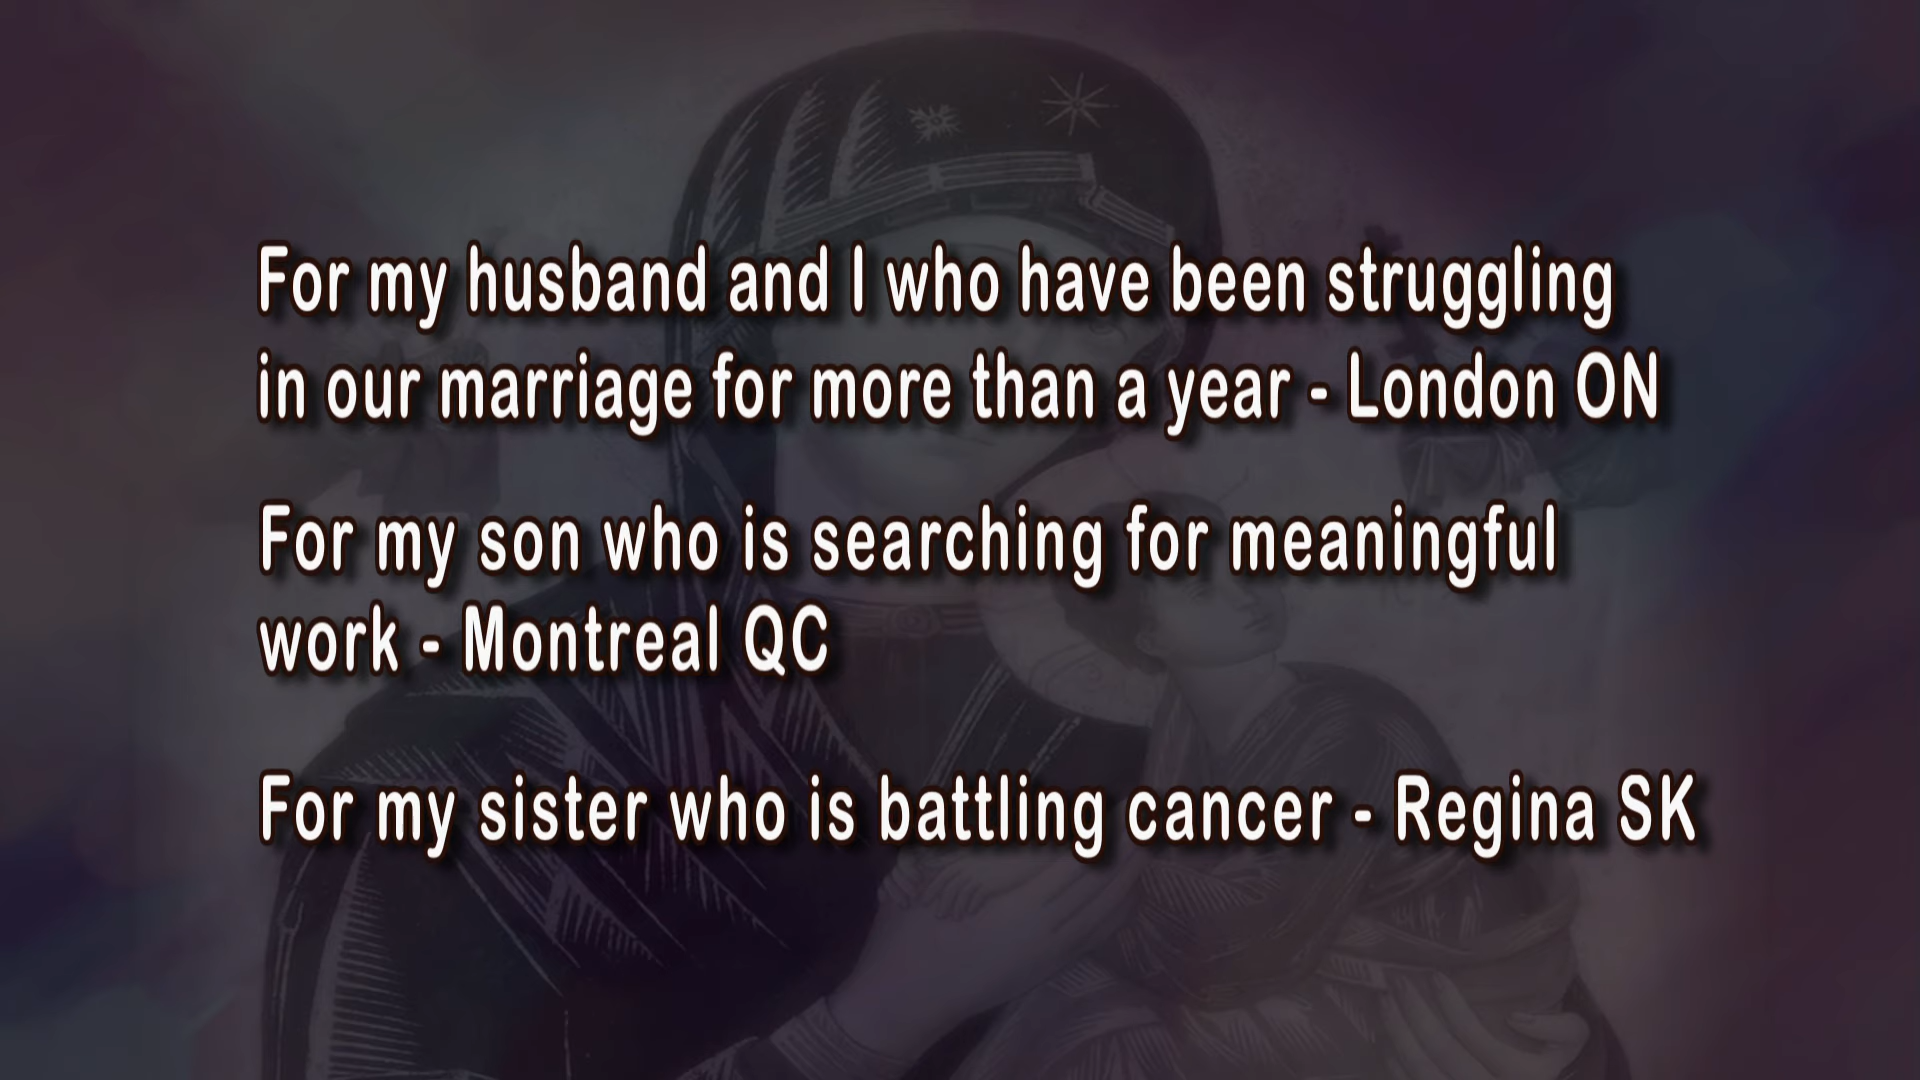 For my husband and I who have been struggling
in our marriage for more than a year - London ON
For my son who is searching for meaningful
work - Montreal QC
For my sister who is battling cancer - Regina SK